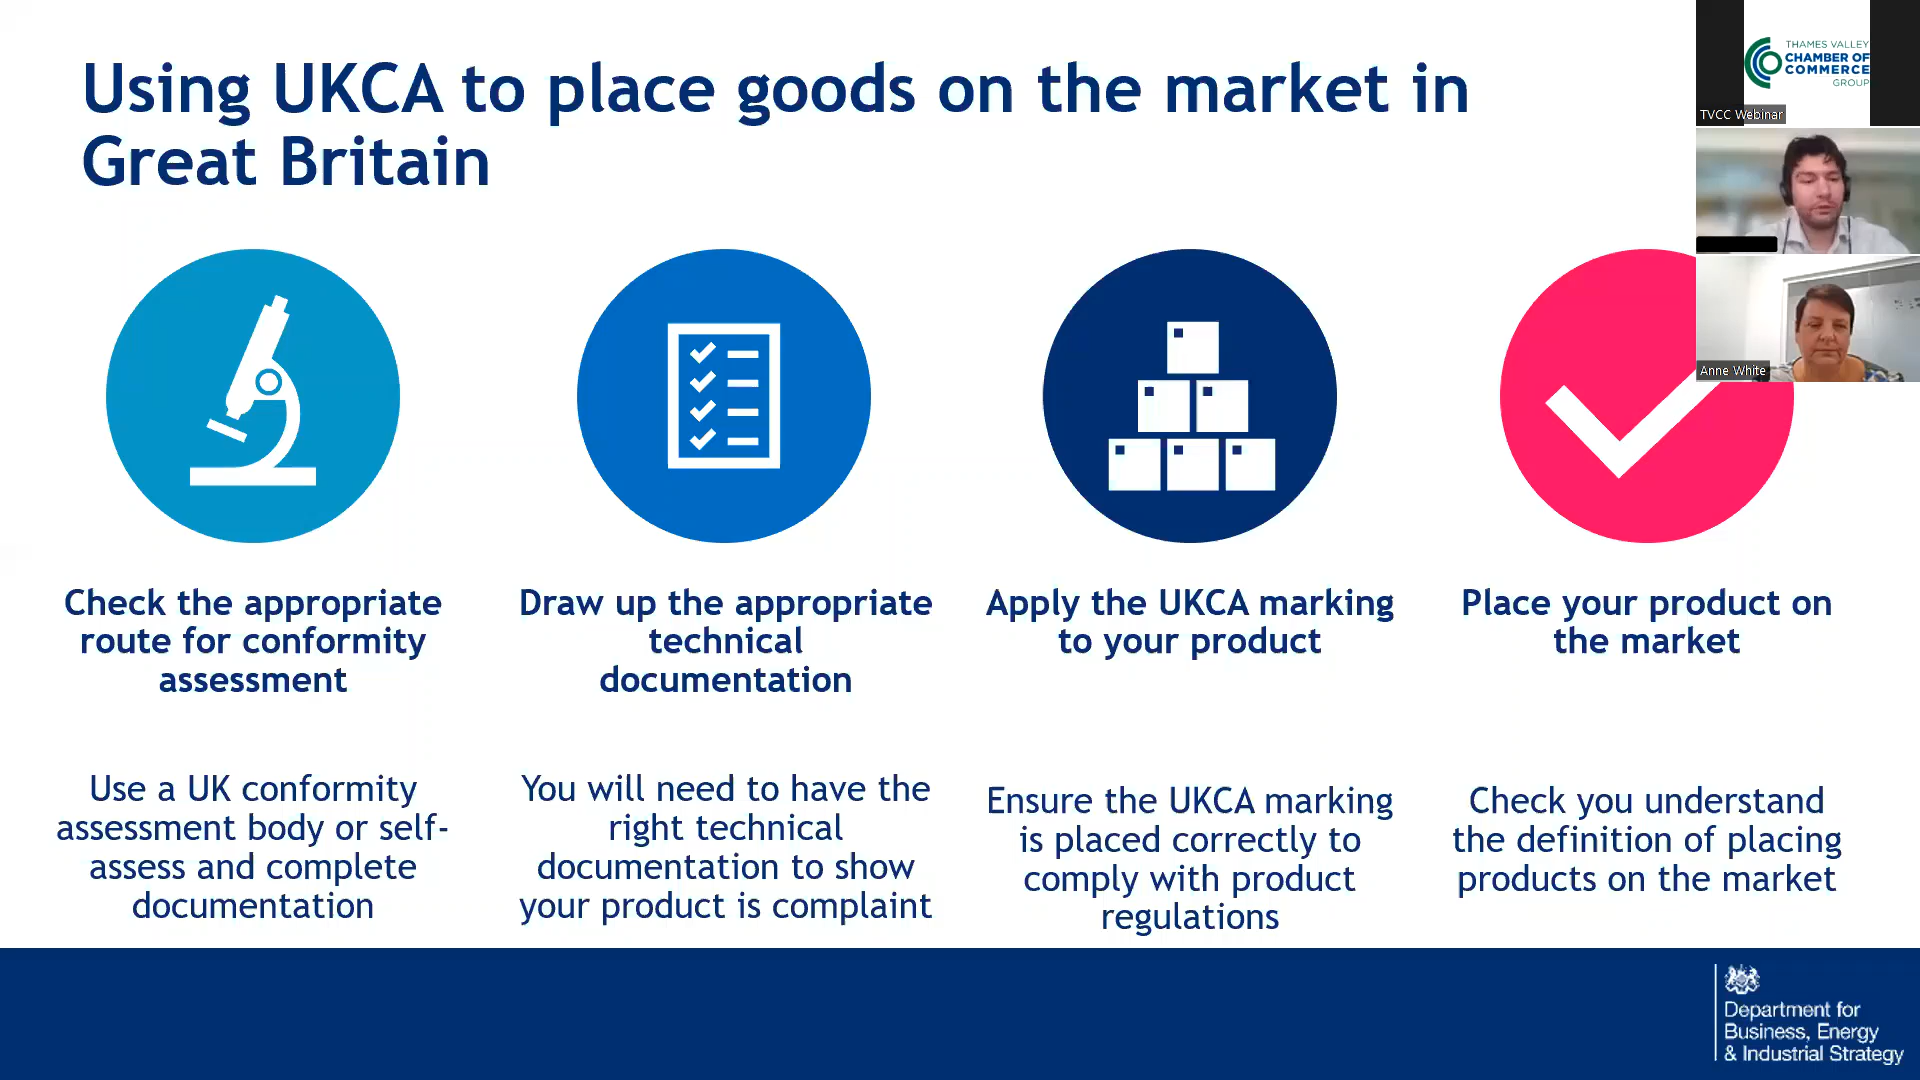 Using UKCA to place goods on the market in
Great Britain
THAMES VALLEY
CHAMBER OF
COMMERCE
GROUP
TVCC Webinar
Anne White
Check the appropriate
route for conformity
assessment
Use a UK conformity
assessment body or self-
assess and complete
documentation
Draw up the appropriate
technical
documentation
You will need to have the
right technical
documentation to show
your product is complaint
Apply the UKCA marking
to your product
Ensure the UKCA marking
is placed correctly to
comply with product
regulations
Place your product on
the market
Check you understand
the definition of placing
products on the market
Department for
Business, Energy
& Industrial Strategy